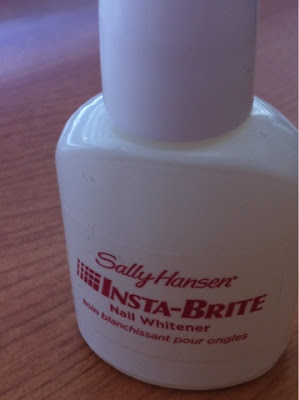 Sally Hansen
INSTA-BRITE
Nail Whitener
soin blanchissant pour ongles